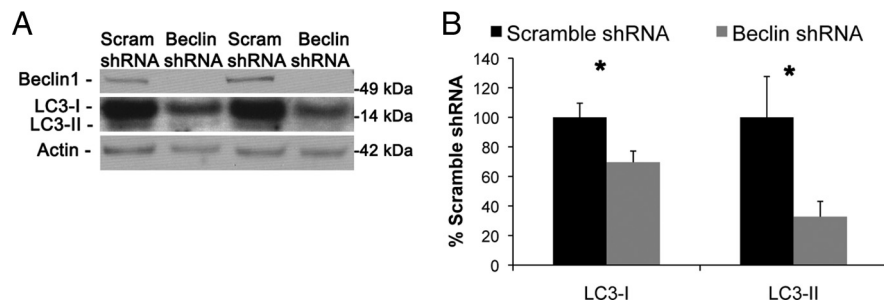 A
Scram shRNA Beclin shRNA Scram shRNA Beclin shRNA
Beclin1 -
-49 kDa
LC3-I -
-14 kDa
LC3-II -
Actin -
-42 kDa
B
Scramble shRNA
Beclin shRNA
% Scramble shRNA
140
120
100
80
60
40
20
0
*
*
LC3-I
LC3-II